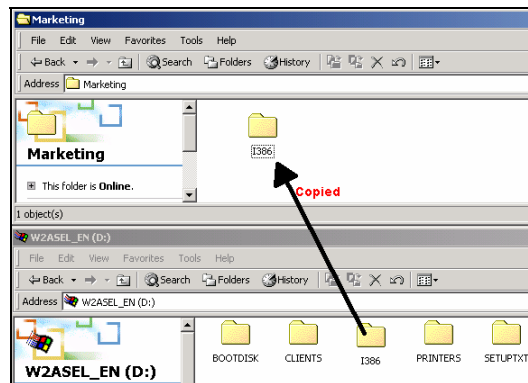 Marketing
File Edit View Favorites Tools Help
Back Search Folders History
Address Marketing
Marketing
This folder is Online.
I386
Copied
1 object(s)
W2ASEL_EN (D:)
File Edit View Favorites Tools Help
Back Search Folders History
Address W2ASEL_EN (D:)
W2ASEL_EN (D:)
BOOTDISK CLIENTS I386 PRINTERS SETUPTXT